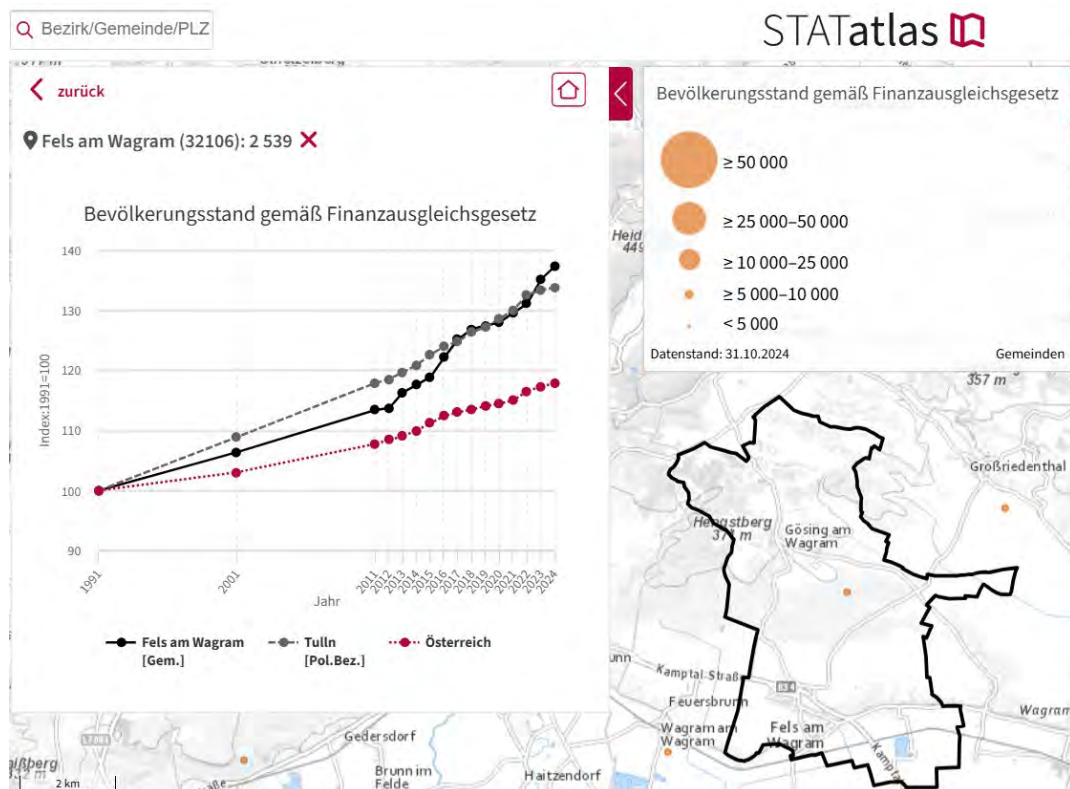 Bezirk/Gemeinde/PLZ
STATatlas
zurück
Fels am Wagram (32106): 2 539
Bevölkerungsstand gemäß Finanzausgleichsgesetz
140
130
120
110
100
90
Index:1991=100
1991
2001
2011
2012
2013
2014
2015
2016
2017
2018
2019
2020
2021
2022
2023
2024
Jahr
Fels am Wagram
[Gem.]
Tulln
[Pol.Bez.]
Österreich
Bevölkerungsstand gemäß Finanzausgleichsgesetz
≥ 50 000
≥ 25 000–50 000
≥ 10 000–25 000
≥ 5 000–10 000
< 5 000
Datenstand: 31.10.2024
Gemeinden
Heid
449
357 m
Großriedenthal
Hengstberg
371 m
Gösing am
Wagram
Kamptal-Straße
Feuersbrunn
Wagram am
Wagram
Fels am
Wagram
Wagram
Kamptal
Gedersdorf
Brunn im
Felde
Haitzendorf
2 km